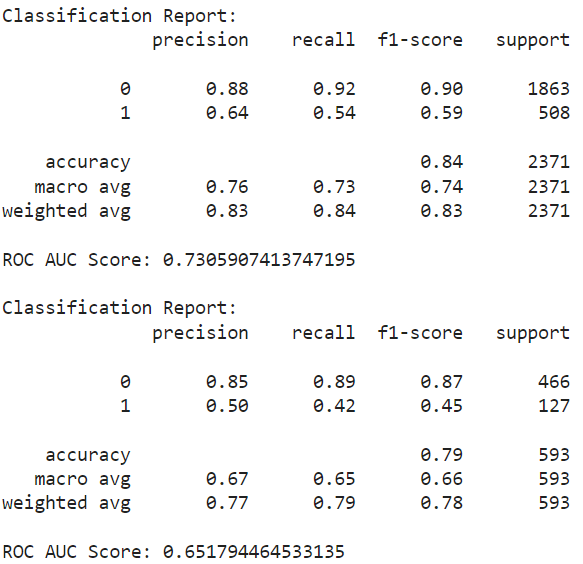 Classification Report:
              precision    recall  f1-score   support

           0       0.88      0.92      0.90      1863
           1       0.64      0.54      0.59       508

    accuracy                           0.84      2371
   macro avg       0.76      0.73      0.74      2371
weighted avg       0.83      0.84      0.83      2371

ROC AUC Score: 0.7305907413747195

Classification Report:
              precision    recall  f1-score   support

           0       0.85      0.89      0.87       466
           1       0.50      0.42      0.45       127

    accuracy                           0.79       593
   macro avg       0.67      0.65      0.66       593
weighted avg       0.77      0.79      0.78       593

ROC AUC Score: 0.651794464533135